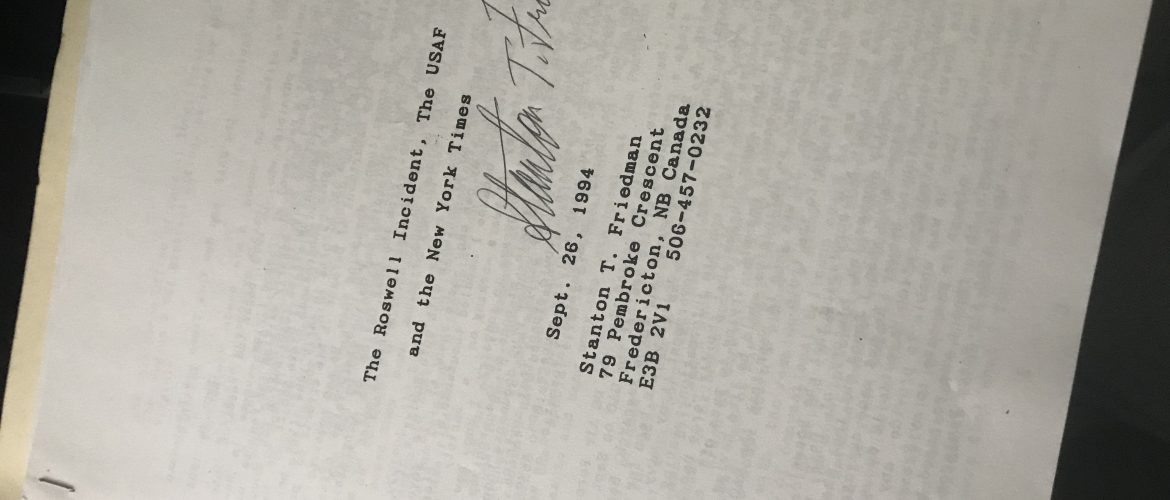 The Roswell Incident, The USAF
and the New York Times
Stanton T.
Sept. 26, 1994
Stanton T. Friedman
79 Pembroke Crescent
Fredericton, NB Canada
E3B 2V1 506-457-0232